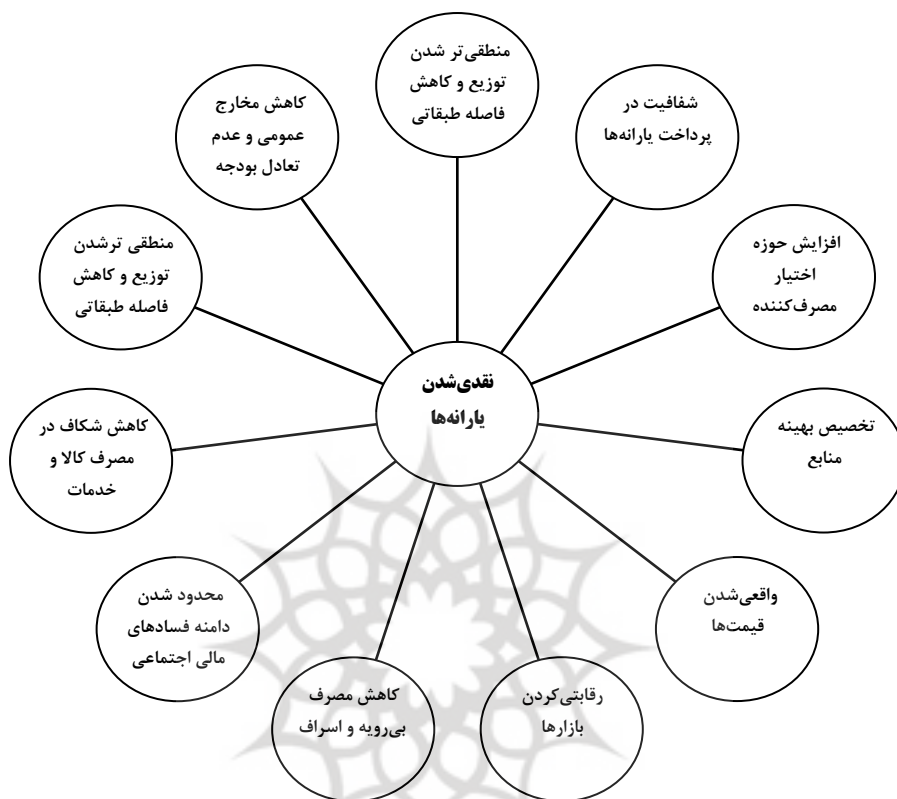 منطقی‌تر شدن
توزیع و کاهش
فاصله طبقاتی
شفافیت در
پرداخت یارانه‌ها
افزایش حوزه
اختیار
مصرف‌کننده
تخصیص بهینه
منابع
واقعی‌شدن
قیمت‌ها
رقابتی‌کردن
بازارها
کاهش مصرف
بی‌رویه و اسراف
محدود شدن
دامنه فسادهای
مالی اجتماعی
کاهش شکاف در
مصرف کالا و
خدمات
منطقی ترشدن
توزیع و کاهش
فاصله طبقاتی
کاهش مخارج
عمومی و عدم
تعادل بودجه
نقدی‌شدن
یارانه‌ها